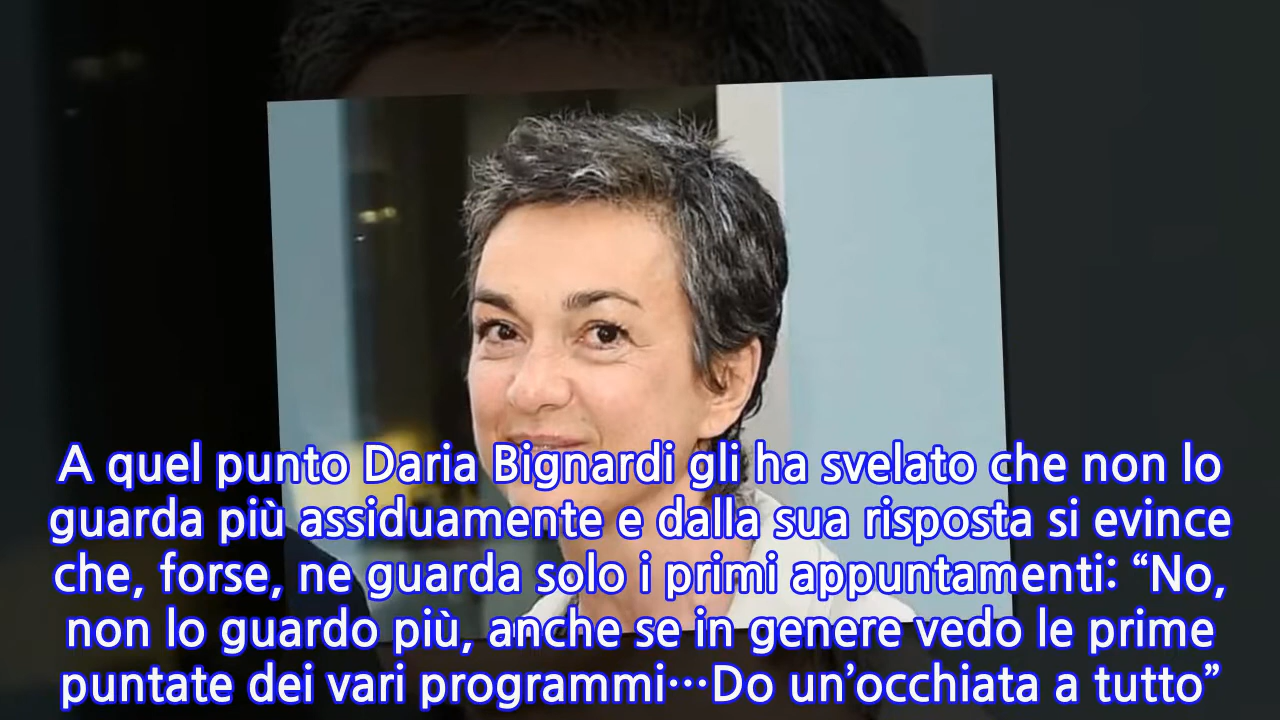 A quel punto Daria Bignardi gli ha svelato che non lo
guarda più assiduamente e dalla sua risposta si evince
che, forse, ne guarda solo i primi appuntamenti: “No,
non lo guardo più, anche se in genere vedo le prime
puntate dei vari programmi…Do un’occhiata a tutto”